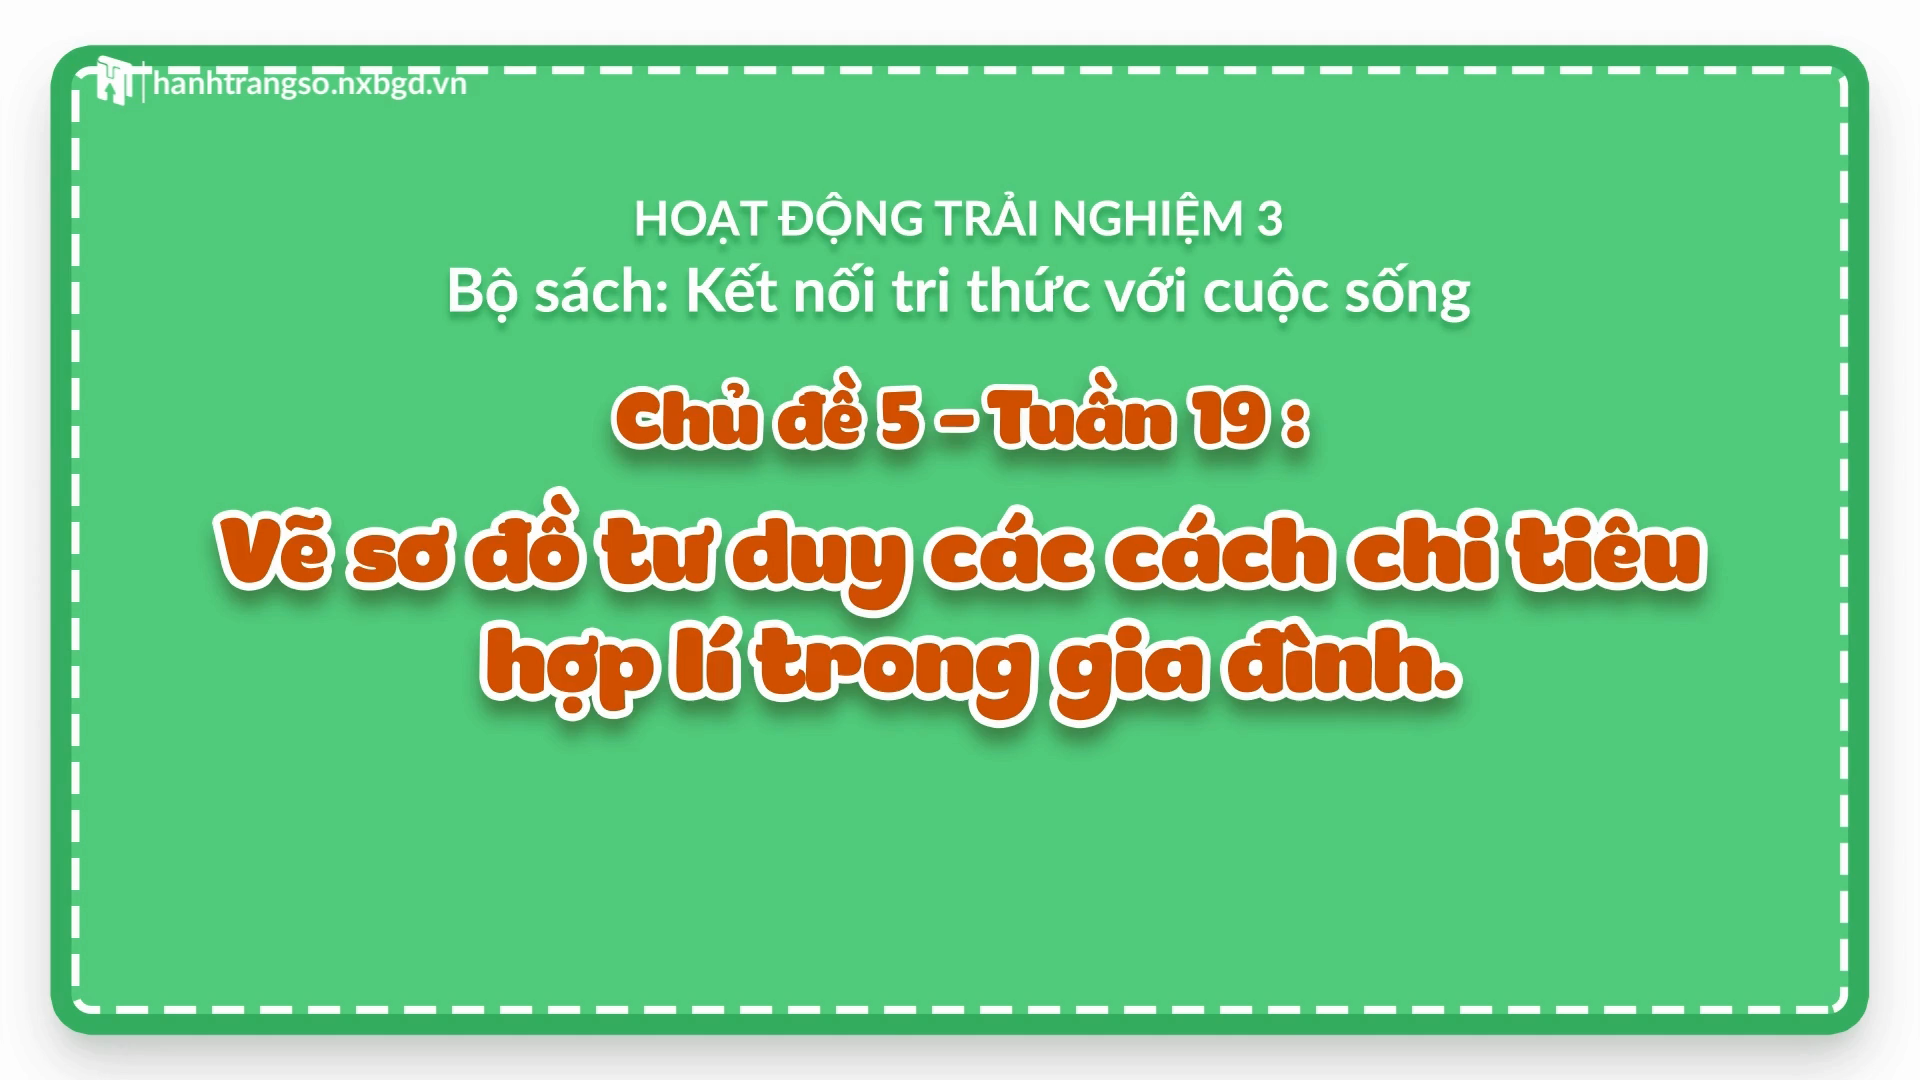 hanhtrangso.nxbgd.vn
HOẠT ĐỘNG TRẢI NGHIỆM 3
Bộ sách: Kết nối tri thức với cuộc sống
Chủ đề 5 – Tuần 19 :
Vẽ sơ đồ tư duy các cách chi tiêu
hợp lí trong gia đình.